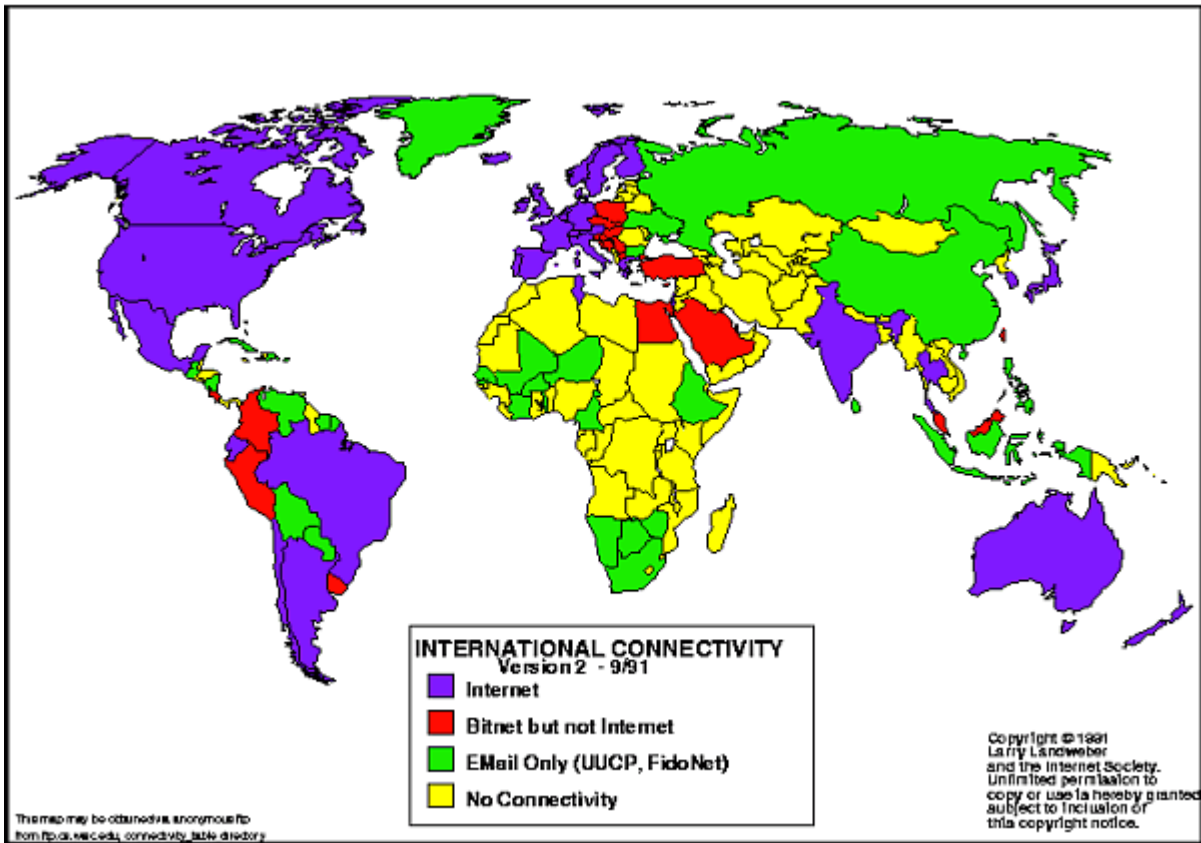 INTERNATIONAL CONNECTIVITY
Version 2 - 9/91
Internet
Bitnet but not Internet
EMail Only (UUCP, FidoNet)
No Connectivity
Copyright © 1991
Larry Landweber
and the Internet Society.
Unlimited permission to
copy or use is hereby granted
subject to inclusion of
this copyright notice.
This map may be obtained via anonymous ftp
from ftp.cs.wisc.edu, connectivity_table directory